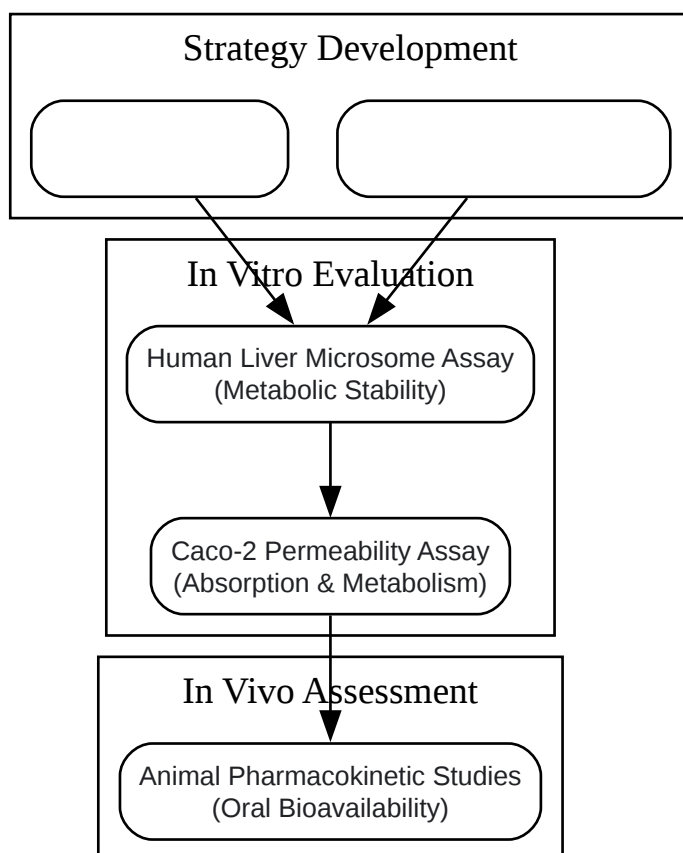 Strategy Development
In Vitro Evaluation
Human Liver Microsome Assay
(Metabolic Stability)
Caco-2 Permeability Assay
(Absorption & Metabolism)
In Vivo Assessment
Animal Pharmacokinetic Studies
(Oral Bioavailability)